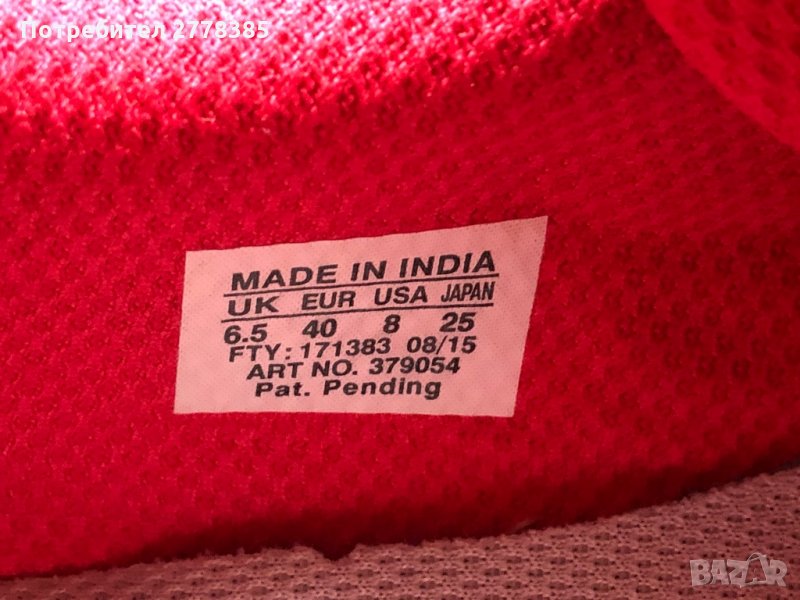 Потребител 2778385
MADE IN INDIA
UK EUR USA JAPAN
6.5 40 8 25
FTY: 171383 08/15
ART NO. 379054
Pat. Pending
BAZAR